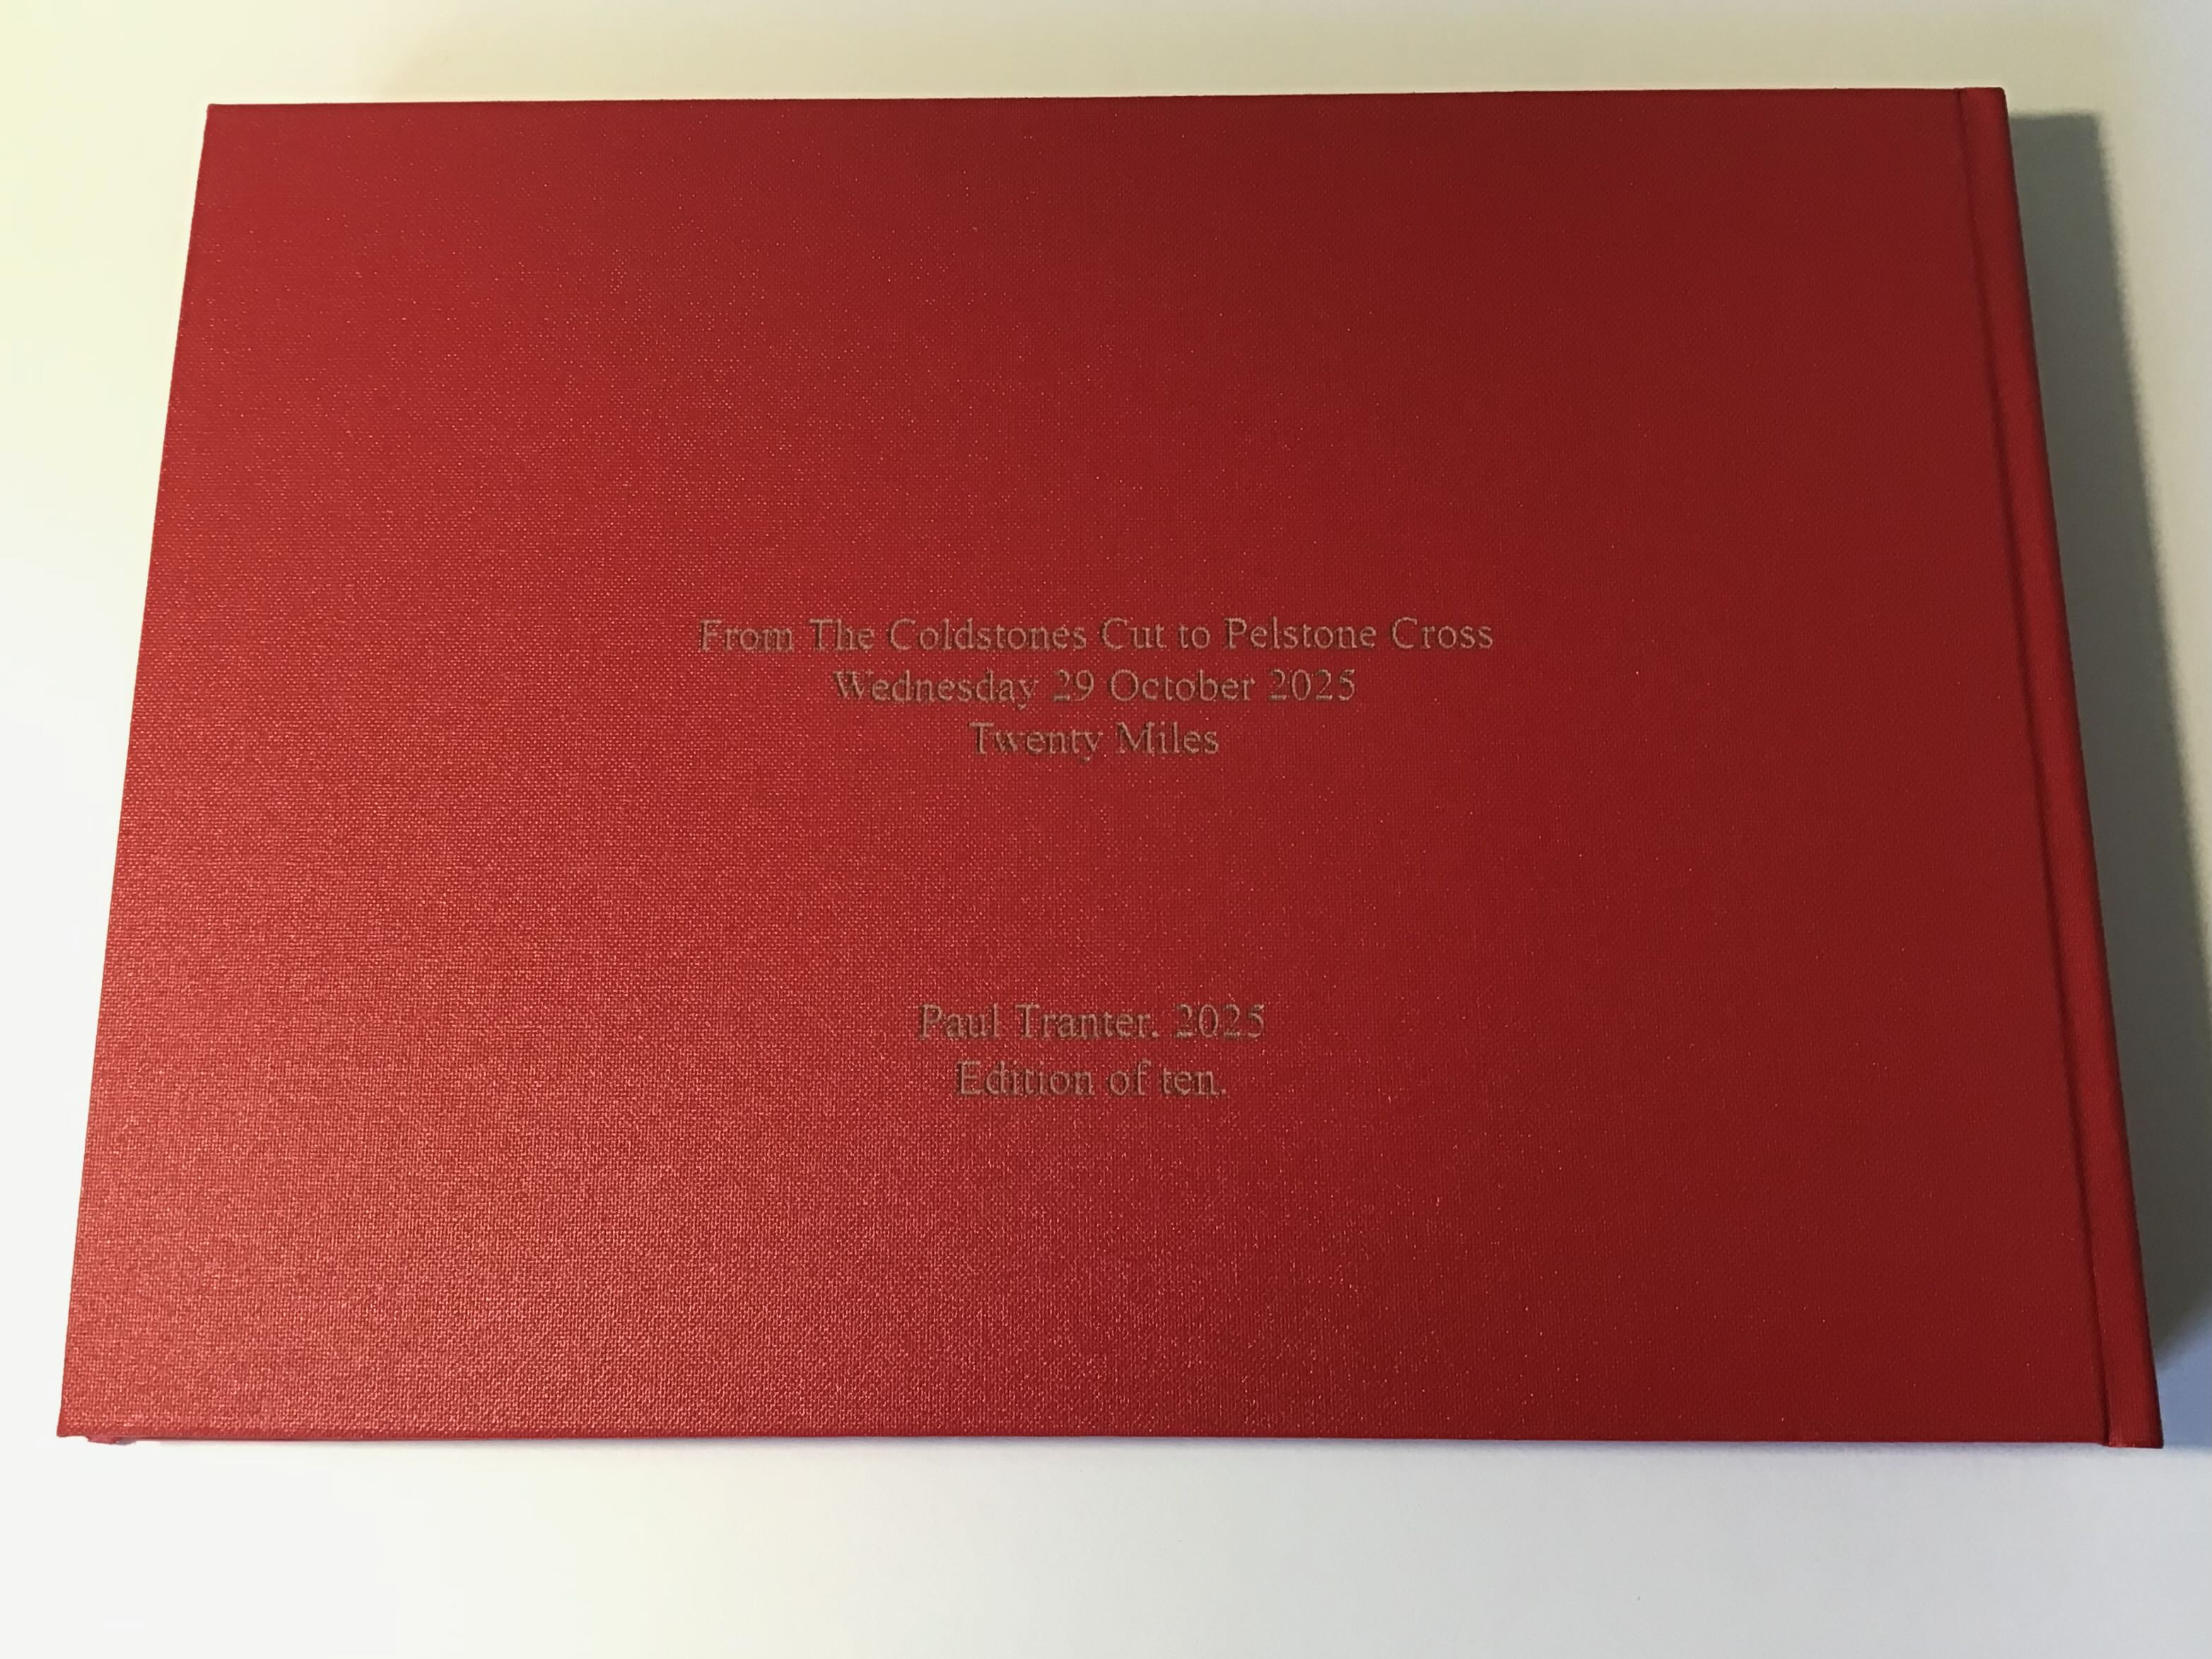 From The Coldstones Cut to Pelstone Cross
Wednesday 29 October 2025
Twenty Miles
Paul Tranter. 2025
Edition of ten.